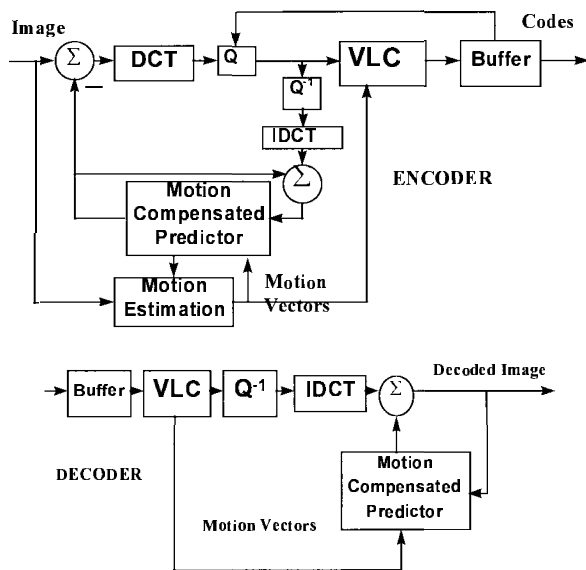 Image
Codes
Σ
DCT
Q
VLC
Buffer
–
Q-1
IDCT
Σ
ENCODER
Motion
Compensated
Predictor
Motion
Estimation
Motion
Vectors
Decoded Image
Buffer
VLC
Q-1
IDCT
Σ
DECODER
Motion
Compensated
Predictor
Motion Vectors